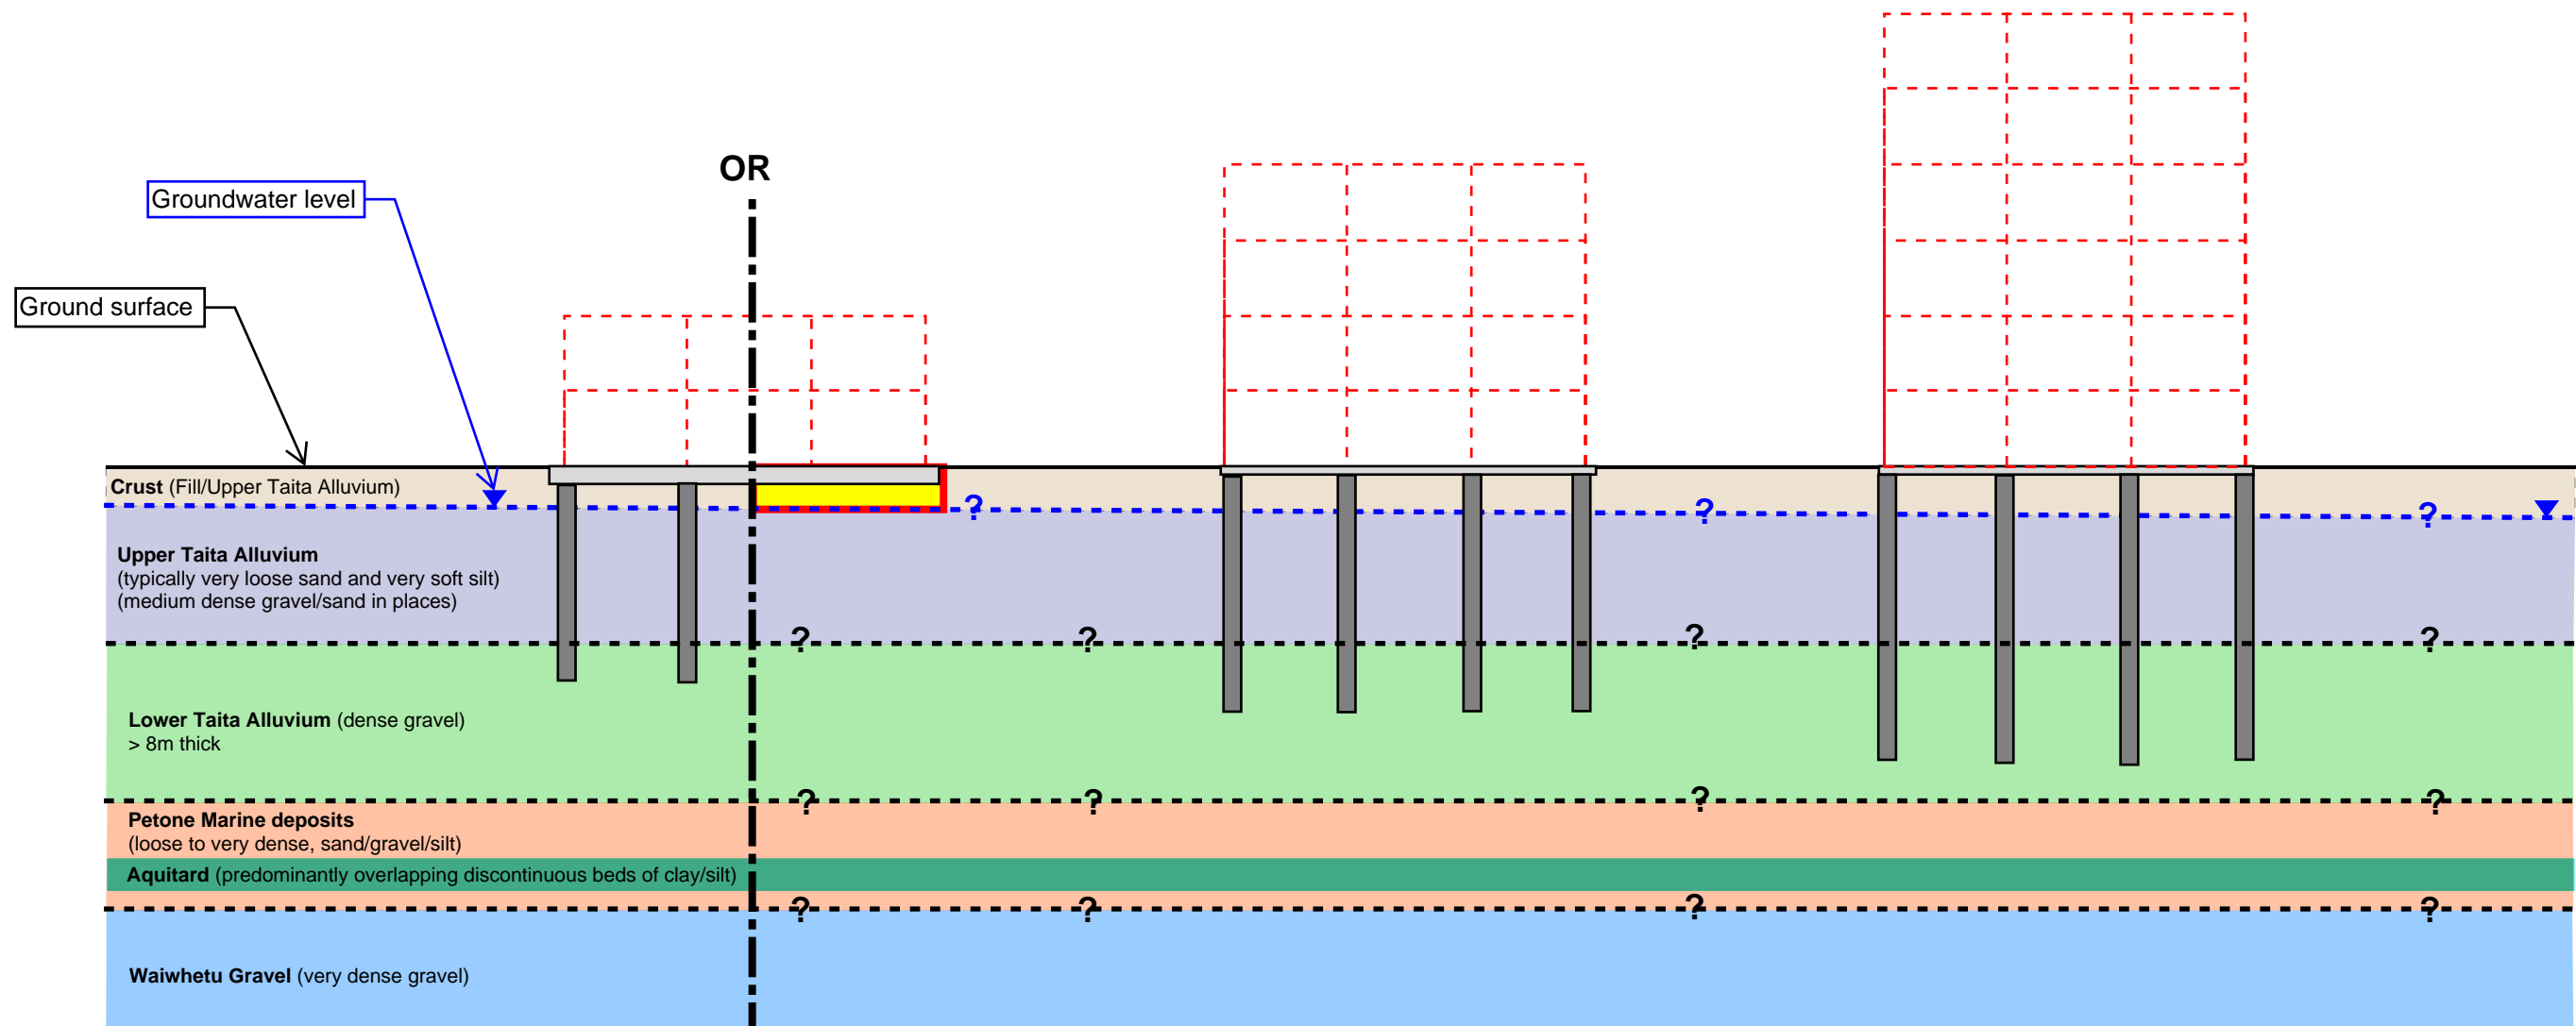 OR
Groundwater level
Ground surface
Crust (Fill/Upper Taita Alluvium)
? ? ?
Upper Taita Alluvium
(typically very loose sand and very soft silt)
(medium dense gravel/sand in places)
? ? ? ?
Lower Taita Alluvium (dense gravel)
> 8m thick
? ? ? ?
Petone Marine deposits
(loose to very dense, sand/gravel/silt)
Aquitard (predominantly overlapping discontinuous beds of clay/silt)
? ? ? ?
Waiwhetu Gravel (very dense gravel)